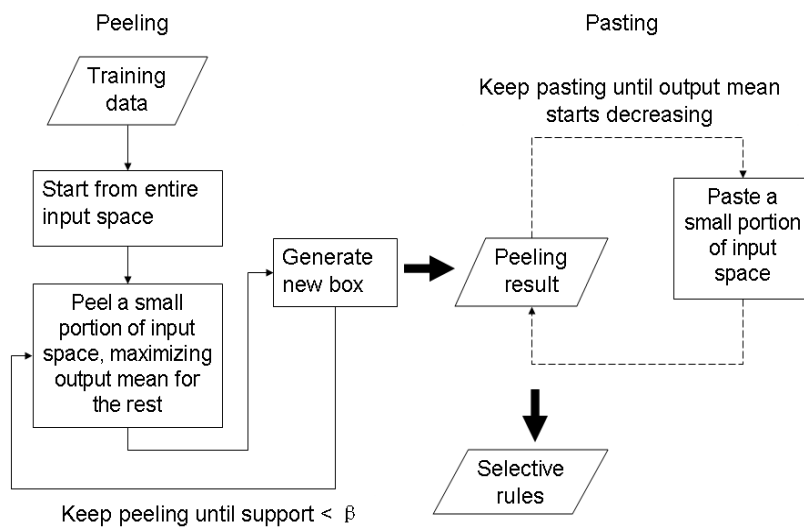 Peeling
Training
data
Start from entire
input space
Peel a small
portion of input
space, maximizing
output mean for
the rest
Generate
new box
Keep peeling until support < β
Pasting
Keep pasting until output mean
starts decreasing
Peeling
result
Paste a
small portion
of input
space
Selective
rules